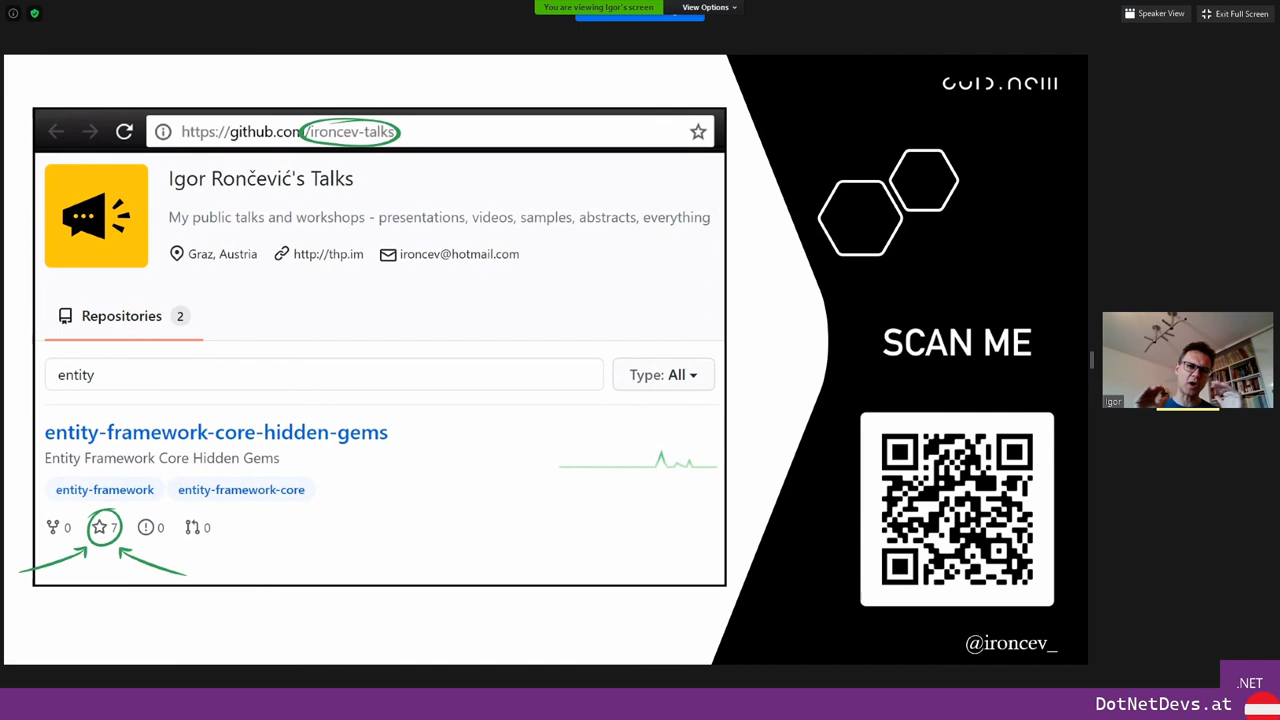 You are viewing Igor's screen
View Options
Speaker View
Exit Full Screen
https://github.com/ironcev-talks
Igor Rončević's Talks
My public talks and workshops - presentations, videos, samples, abstracts, everything
Graz, Austria
http://thp.im
ironcev@hotmail.com
Repositories 2
entity
Type: All
entity-framework-core-hidden-gems
Entity Framework Core Hidden Gems
entity-framework
entity-framework-core
0
7
0
0
SCAN ME
@ironcev_
Igor
.NET
DotNetDevs.at